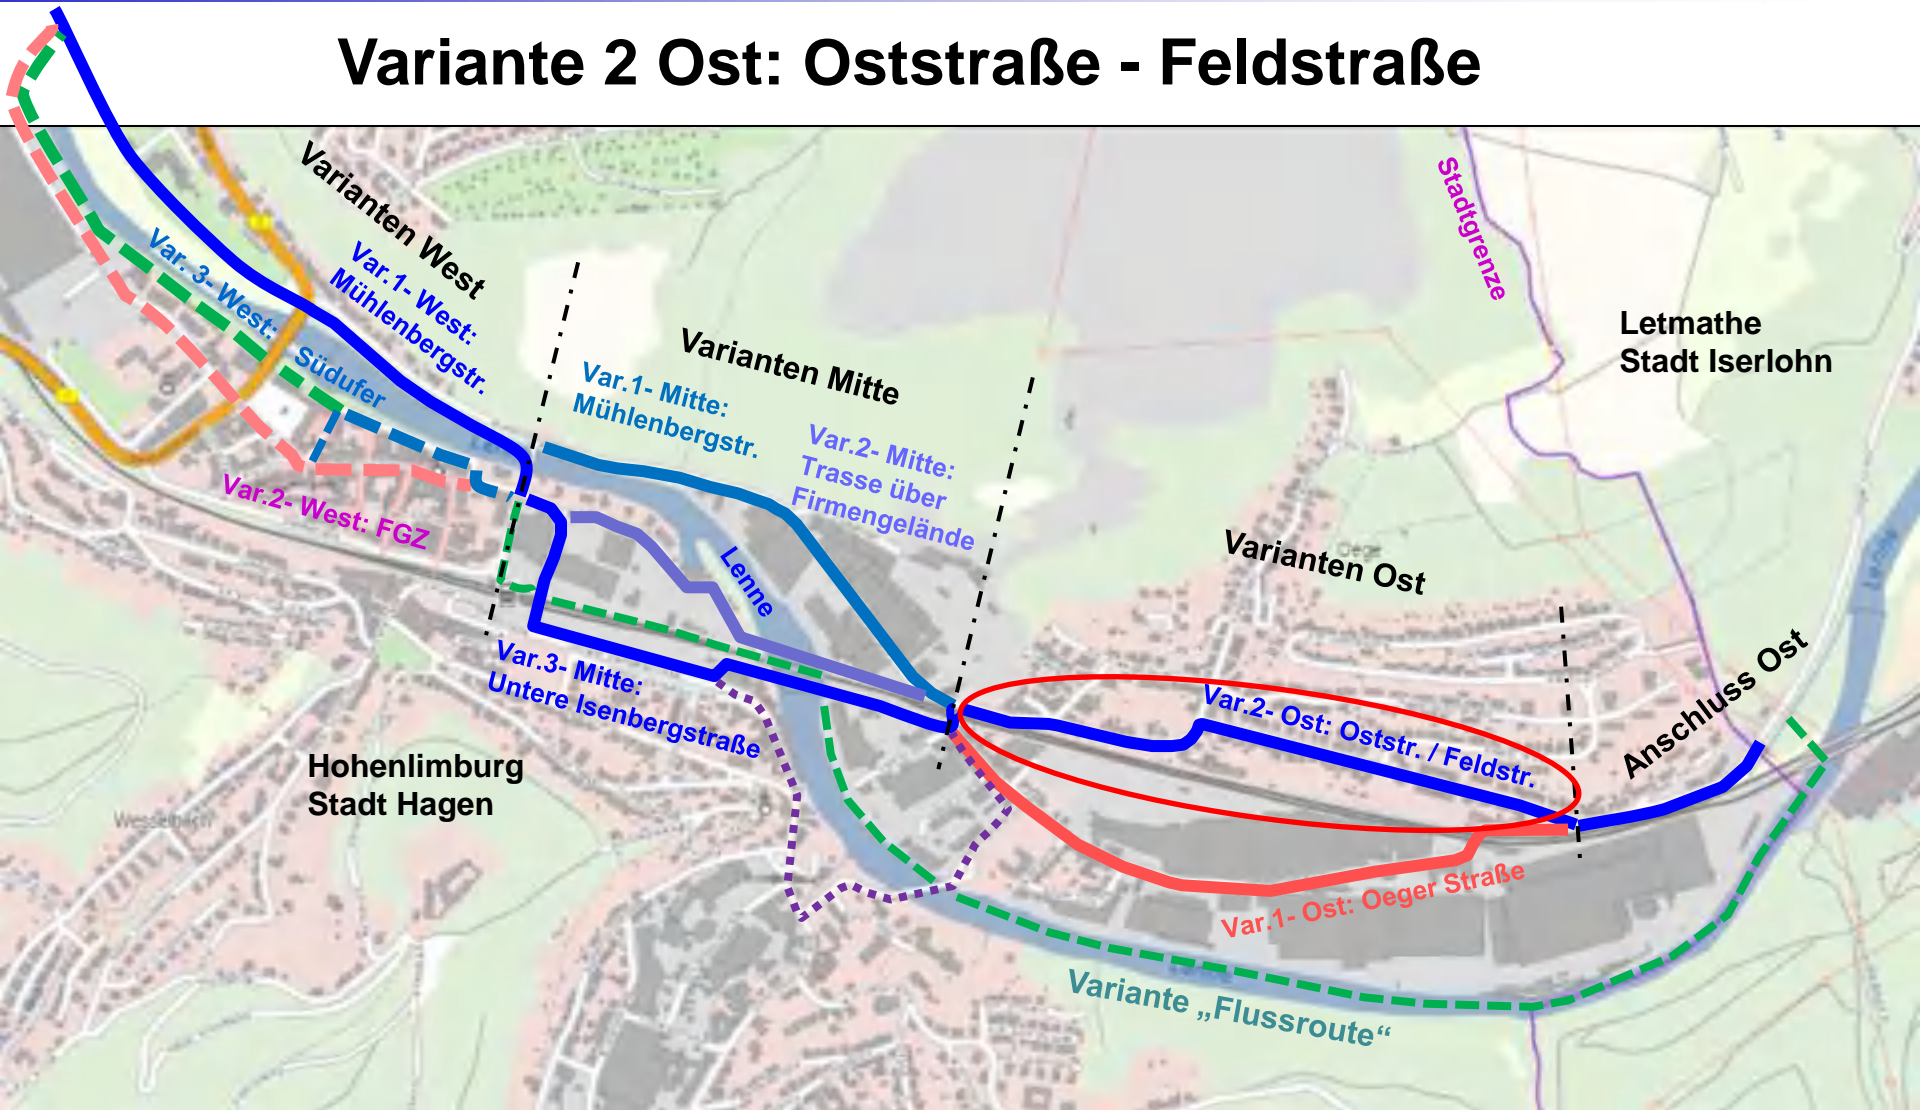 Variante 2 Ost: Oststraße - Feldstraße
Varianten West
Var.1- West:
Mühlenbergstr.
Var. 3- West:
Südufer
Var.2- West: FGZ
Varianten Mitte
Var.1- Mitte:
Mühlenbergstr.
Var.2- Mitte:
Trasse über
Firmengelände
Lenne
Var.3- Mitte:
Untere Isenbergstraße
Hohenlimburg
Stadt Hagen
Wesselbach
Stadtgrenze
Letmathe
Stadt Iserlohn
Oege
Varianten Ost
Var.2- Ost: Oststr. / Feldstr.
Anschluss Ost
Lenne
Var.1- Ost: Oeger Straße
Variante „Flussroute“